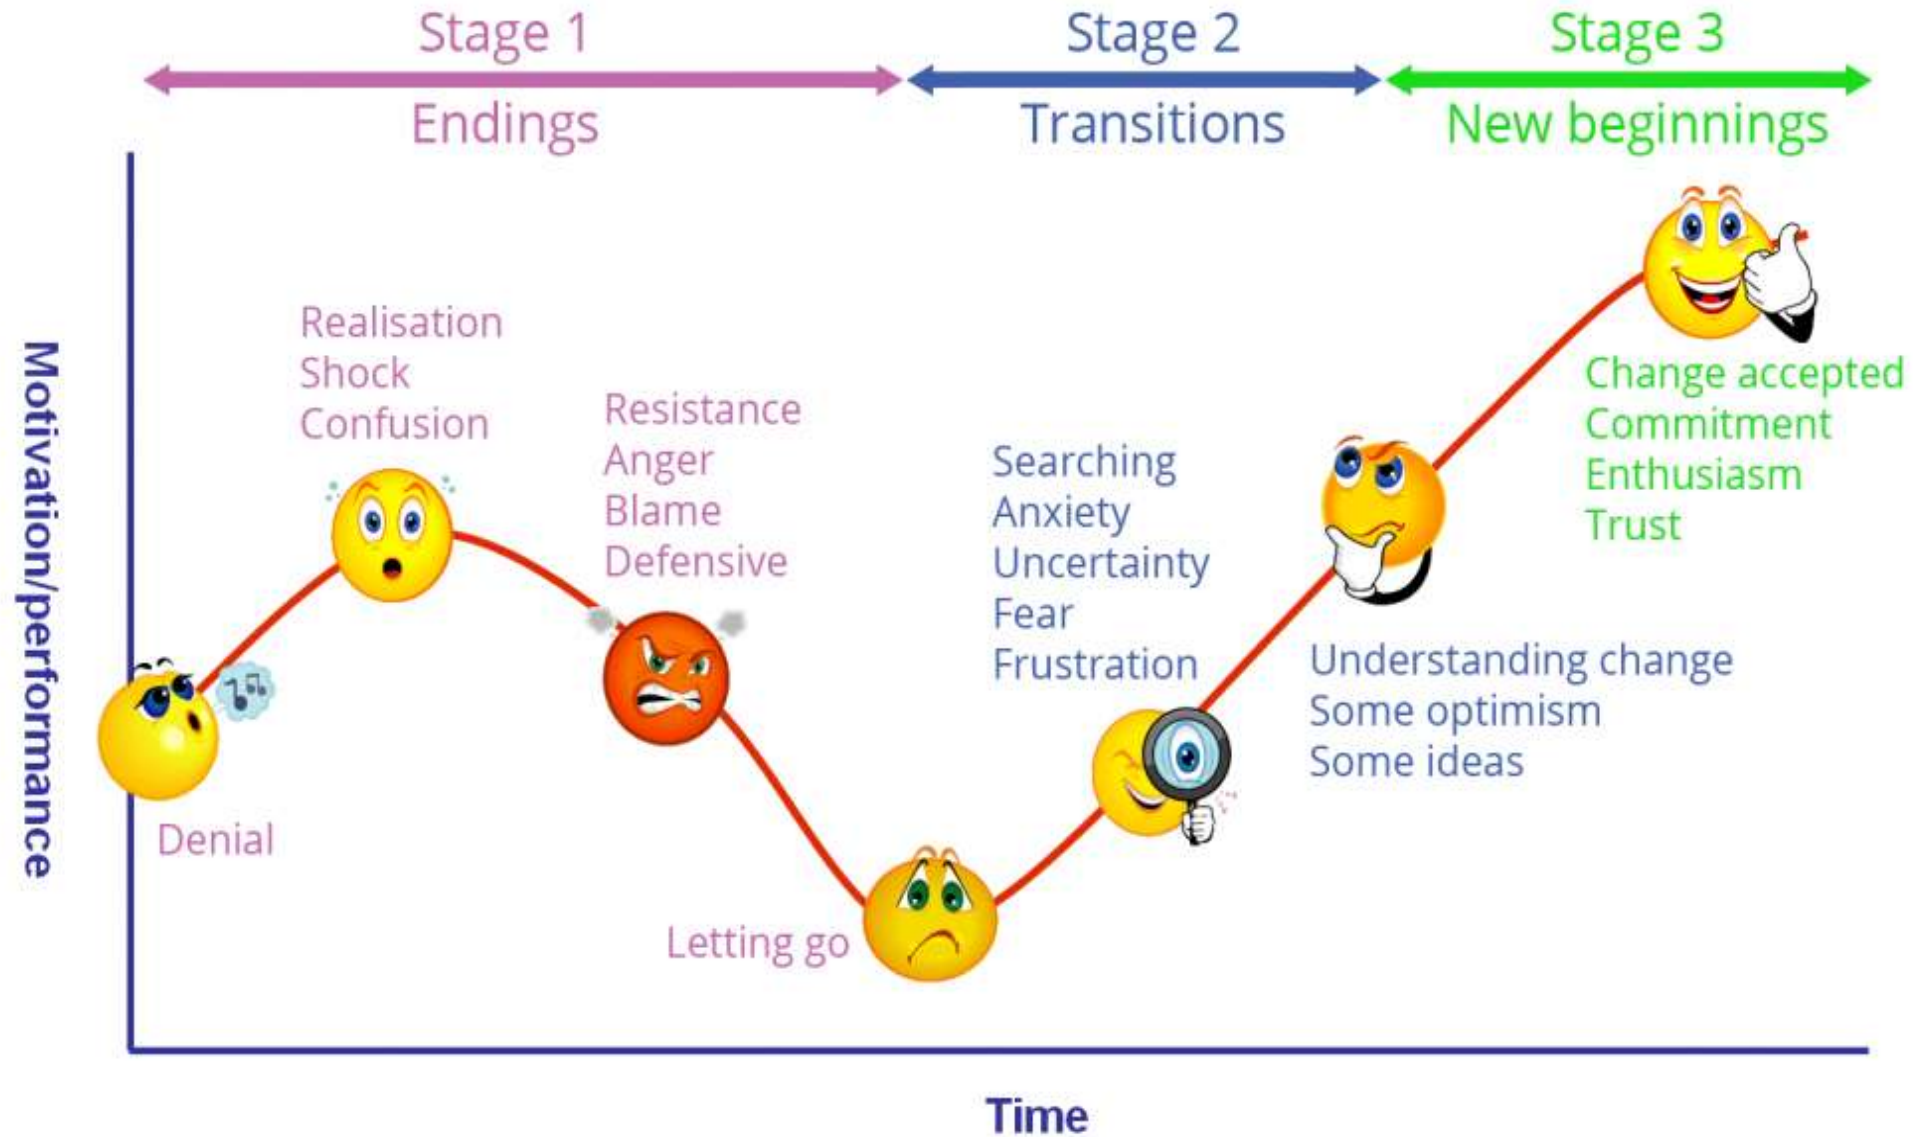 Stage 1
Stage 2
Stage 3
Endings
Transitions
New beginnings
Motivation/performance
Realisation
Shock
Confusion
Resistance
Anger
Blame
Defensive
Denial
Letting go
Searching
Anxiety
Uncertainty
Fear
Frustration
Understanding change
Some optimism
Some ideas
Change accepted
Commitment
Enthusiasm
Trust
Time